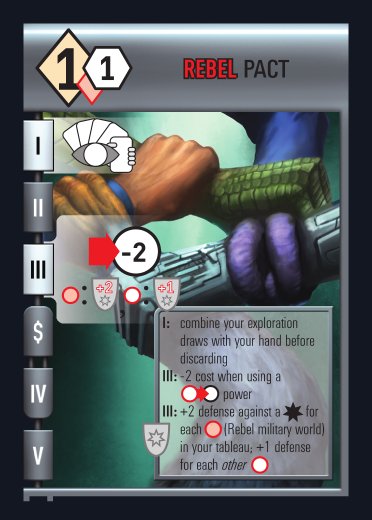 1 1 REBEL PACT
I
II
-2
III
: +2 : +1
$
I: combine your exploration
draws with your hand before
discarding
III: -2 cost when using a
power
IV
III: +2 defense against a for
each (Rebel military world)
in your tableau; +1 defense
V
for each other